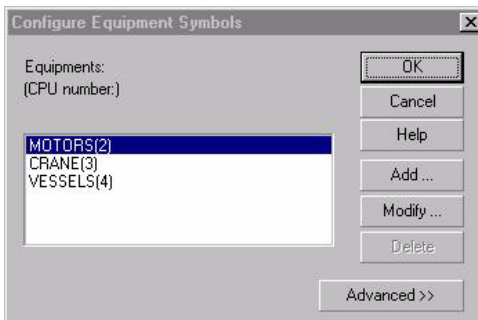 Configure Equipment Symbols
Equipments:
(CPU number:)
MOTORS(2)
CRANE(3)
VESSELS(4)
OK
Cancel
Help
Add ...
Modify ...
Delete
Advanced >>